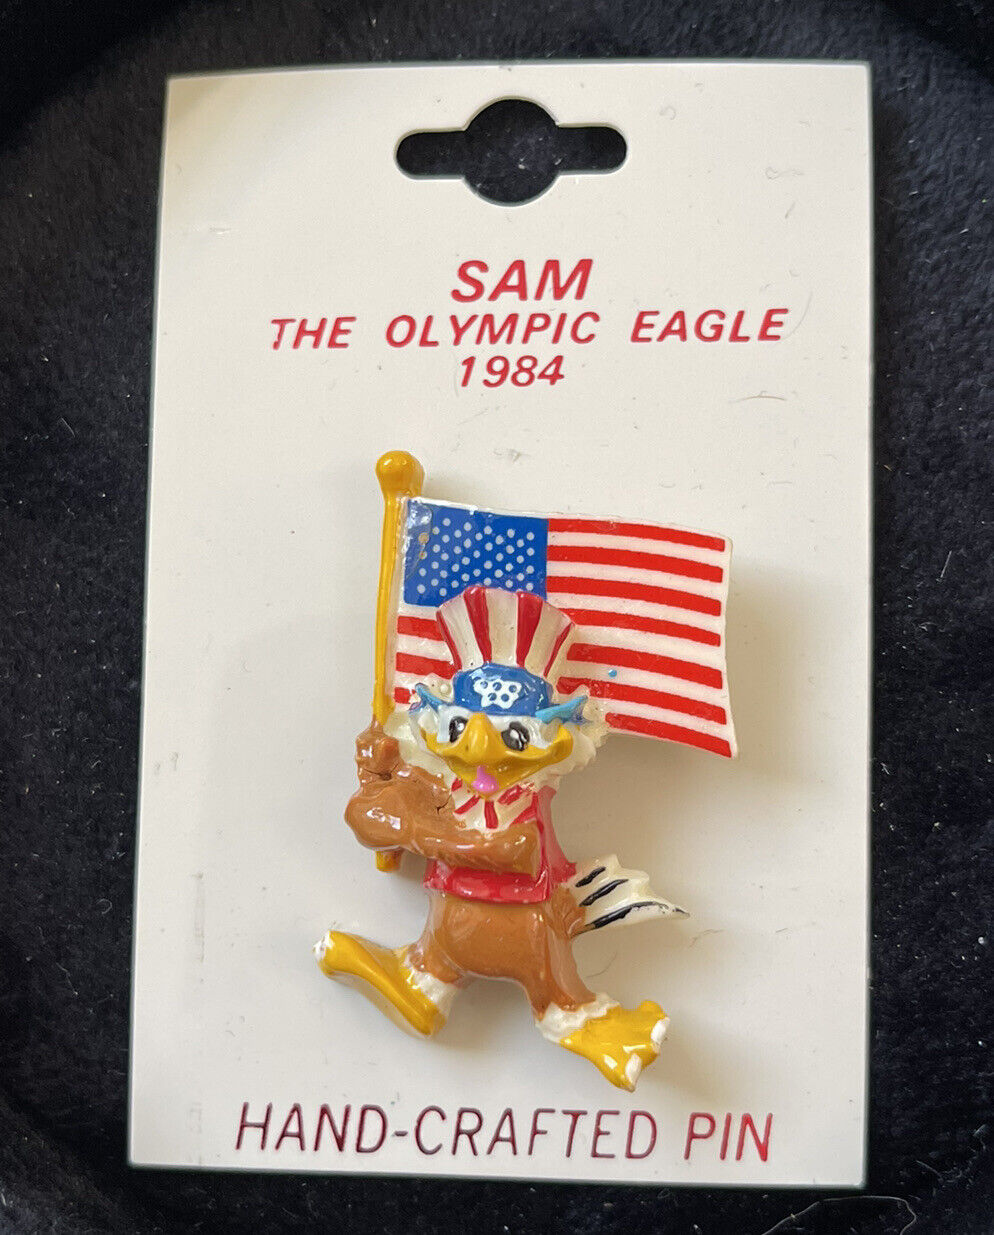 SAM
THE OLYMPIC EAGLE
1984
HAND-CRAFTED PIN